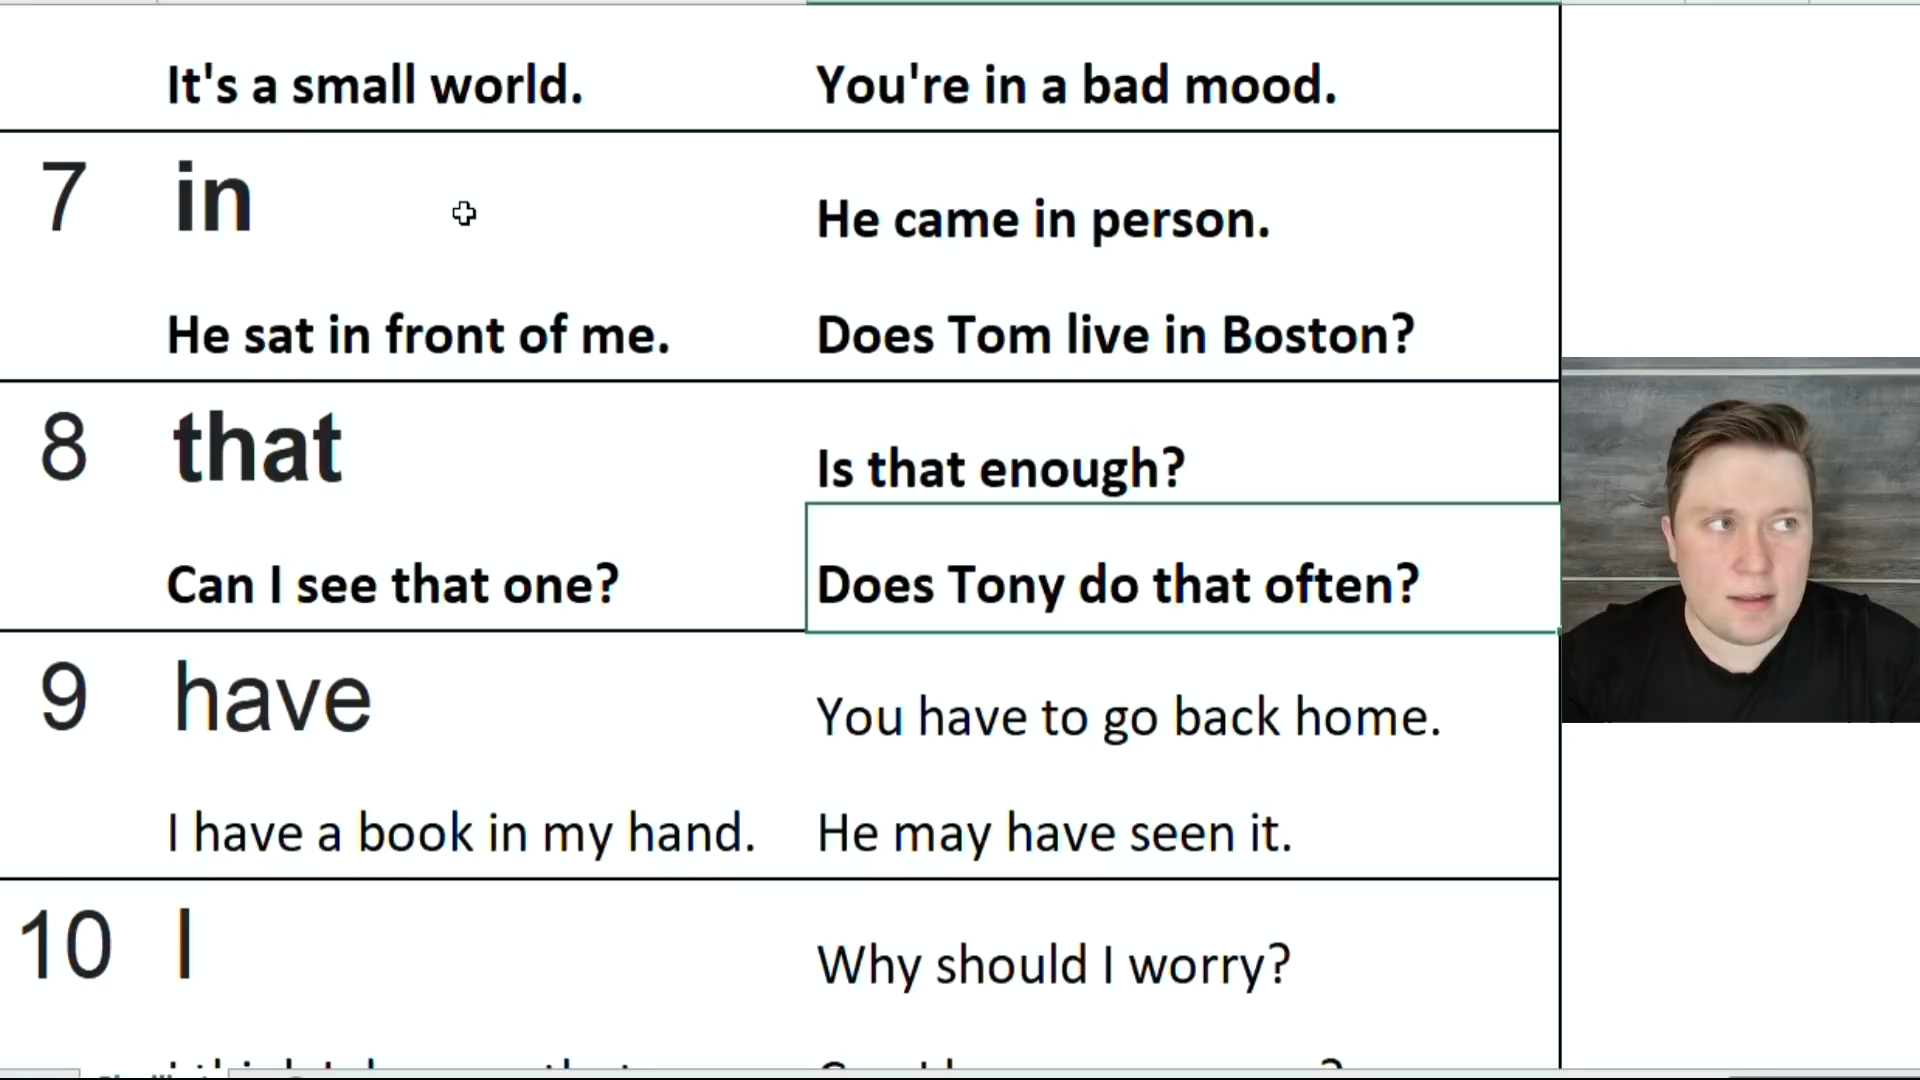 It's a small world. You're in a bad mood.
7 in He came in person.
He sat in front of me. Does Tom live in Boston?
8 that Is that enough?
Can I see that one? Does Tony do that often?
9 have You have to go back home.
I have a book in my hand. He may have seen it.
10 I Why should I worry?